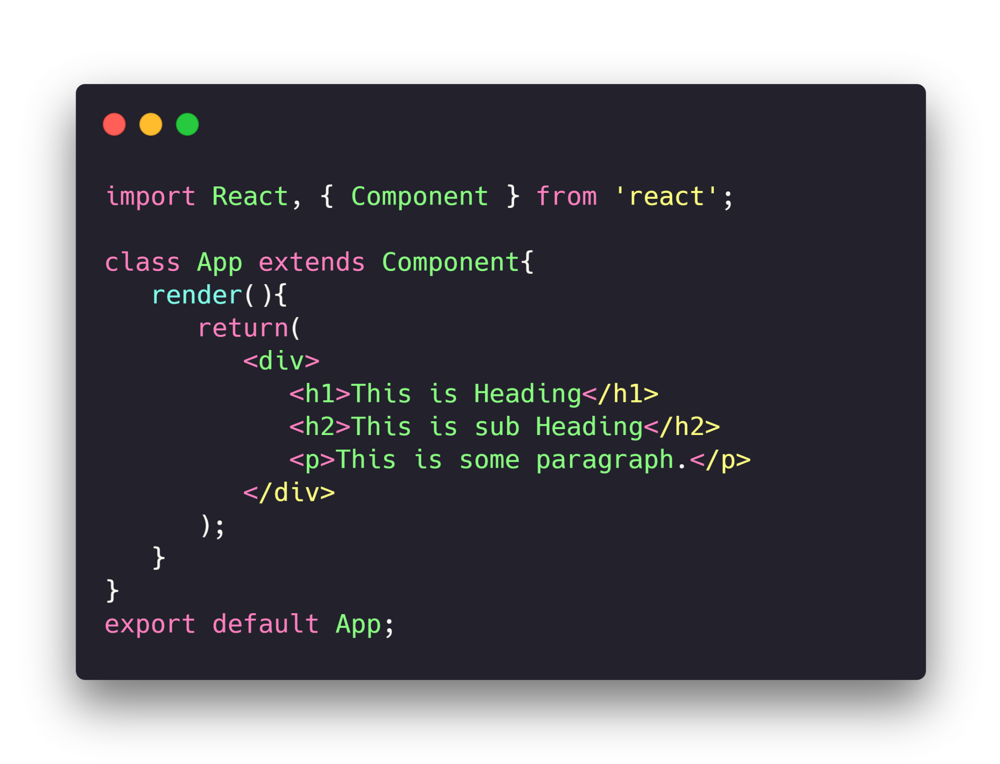 import React, { Component } from 'react';

class App extends Component{
   render(){
      return(
         <div>
            <h1>This is Heading</h1>
            <h2>This is sub Heading</h2>
            <p>This is some paragraph.</p>
         </div>
      );
   }
}
export default App;